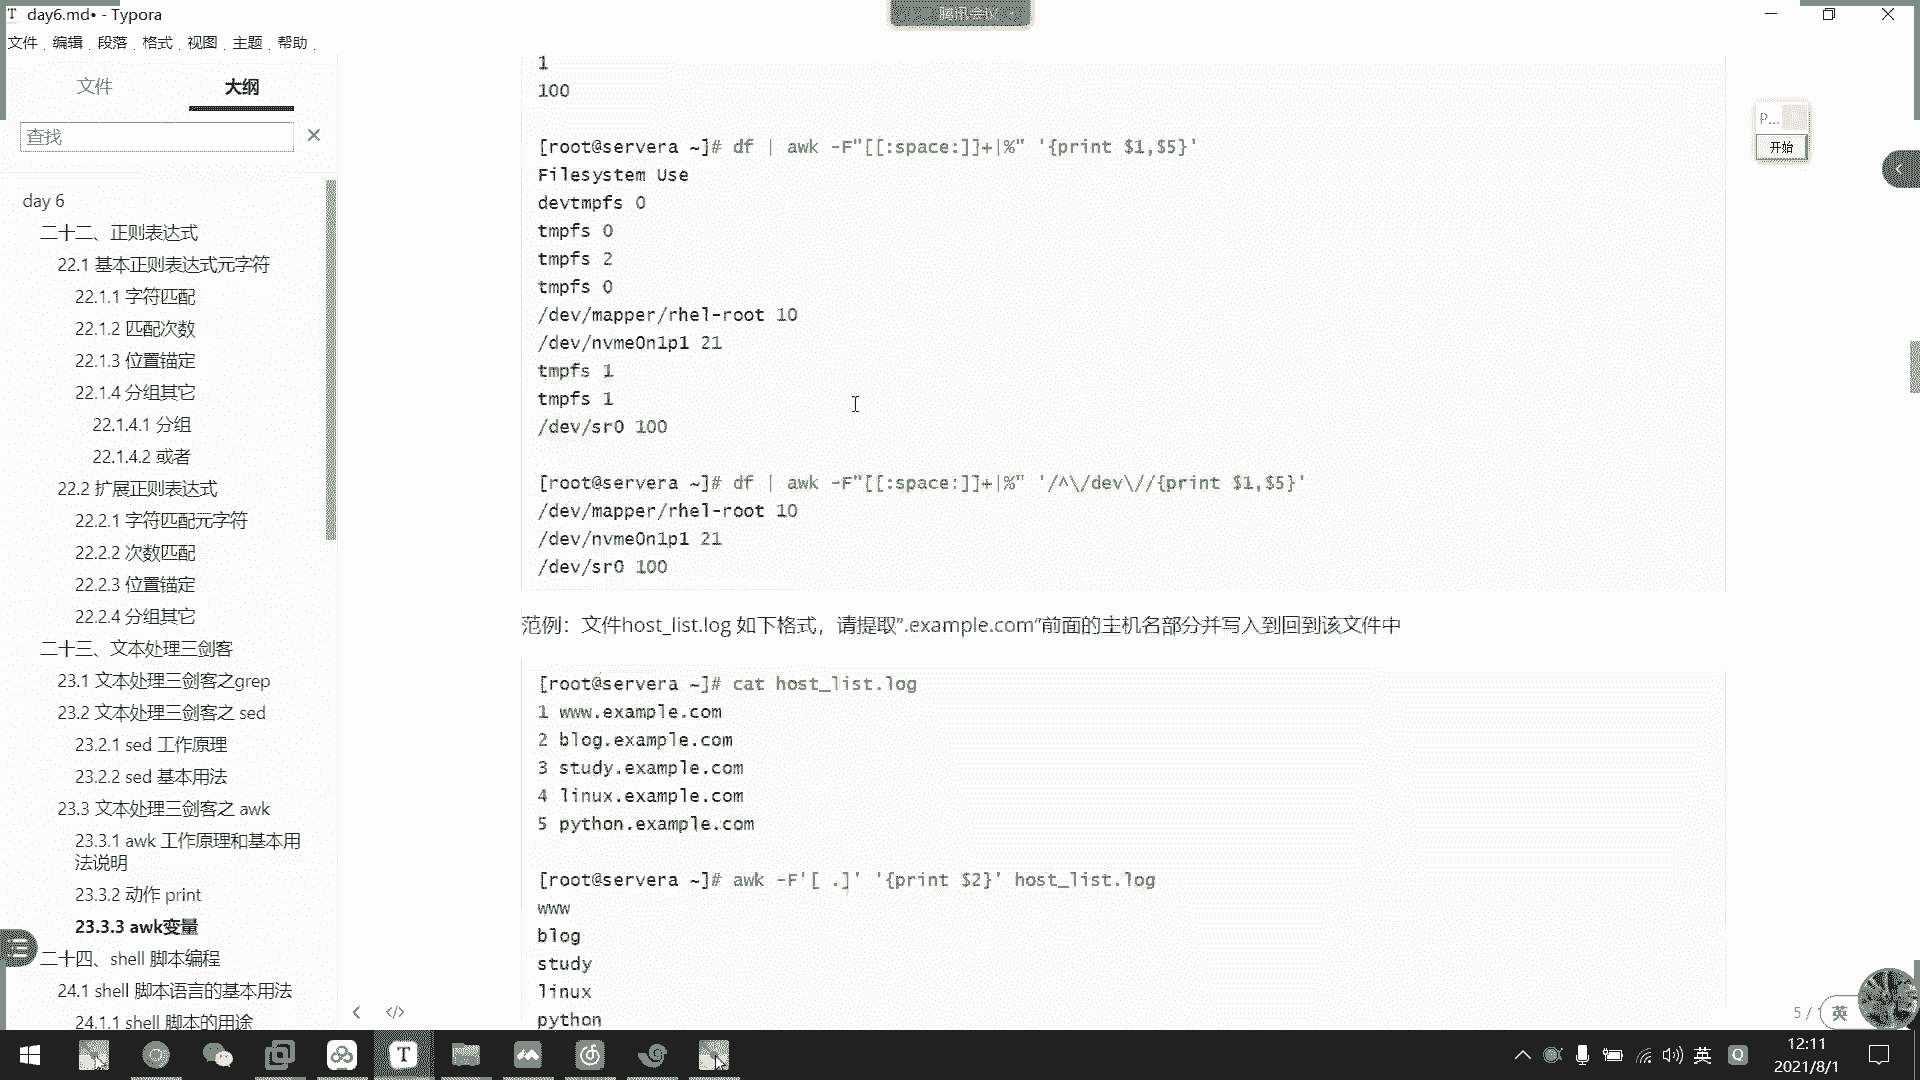 day6.md• - Typora
腾讯会议
文件 编辑 段落 格式 视图 主题 帮助
文件 大纲
查找
day 6
二十二、正则表达式
22.1 基本正则表达式元字符
22.1.1 字符匹配
22.1.2 匹配次数
22.1.3 位置锚定
22.1.4 分组其它
22.1.4.1 分组
22.1.4.2 或者
22.2 扩展正则表达式
22.2.1 字符匹配元字符
22.2.2 次数匹配
22.2.3 位置锚定
22.2.4 分组其它
二十三、文本处理三剑客
23.1 文本处理三剑客之grep
23.2 文本处理三剑客之 sed
23.2.1 sed 工作原理
23.2.2 sed 基本用法
23.3 文本处理三剑客之 awk
23.3.1 awk 工作原理和基本用
法说明
23.3.2 动作 print
23.3.3 awk变量
二十四、shell 脚本编程
24.1 shell 脚本语言的基本用法
24.1.1 shell 脚本的用途
1
100
[root@servera ~]# df | awk -F"[[:space:]]+|%" '{print $1,$5}'
Filesystem Use
devtmpfs 0
tmpfs 0
tmpfs 2
tmpfs 0
/dev/mapper/rhel-root 10
/dev/nvme0n1p1 21
tmpfs 1
tmpfs 1
/dev/sr0 100
[root@servera ~]# df | awk -F"[[:space:]]+|%" '/^\/dev\//{print $1,$5}'
/dev/mapper/rhel-root 10
/dev/nvme0n1p1 21
/dev/sr0 100
范例：文件host_list.log 如下格式，请提取”.example.com”前面的主机名部分并写入到回到该文件中
[root@servera ~]# cat host_list.log
1 www.example.com
2 blog.example.com
3 study.example.com
4 linux.example.com
5 python.example.com
[root@servera ~]# awk -F'[ .]' '{print $2}' host_list.log
www
blog
study
linux
python
P...
开始
5 /
英
英
12:11
2021/8/1